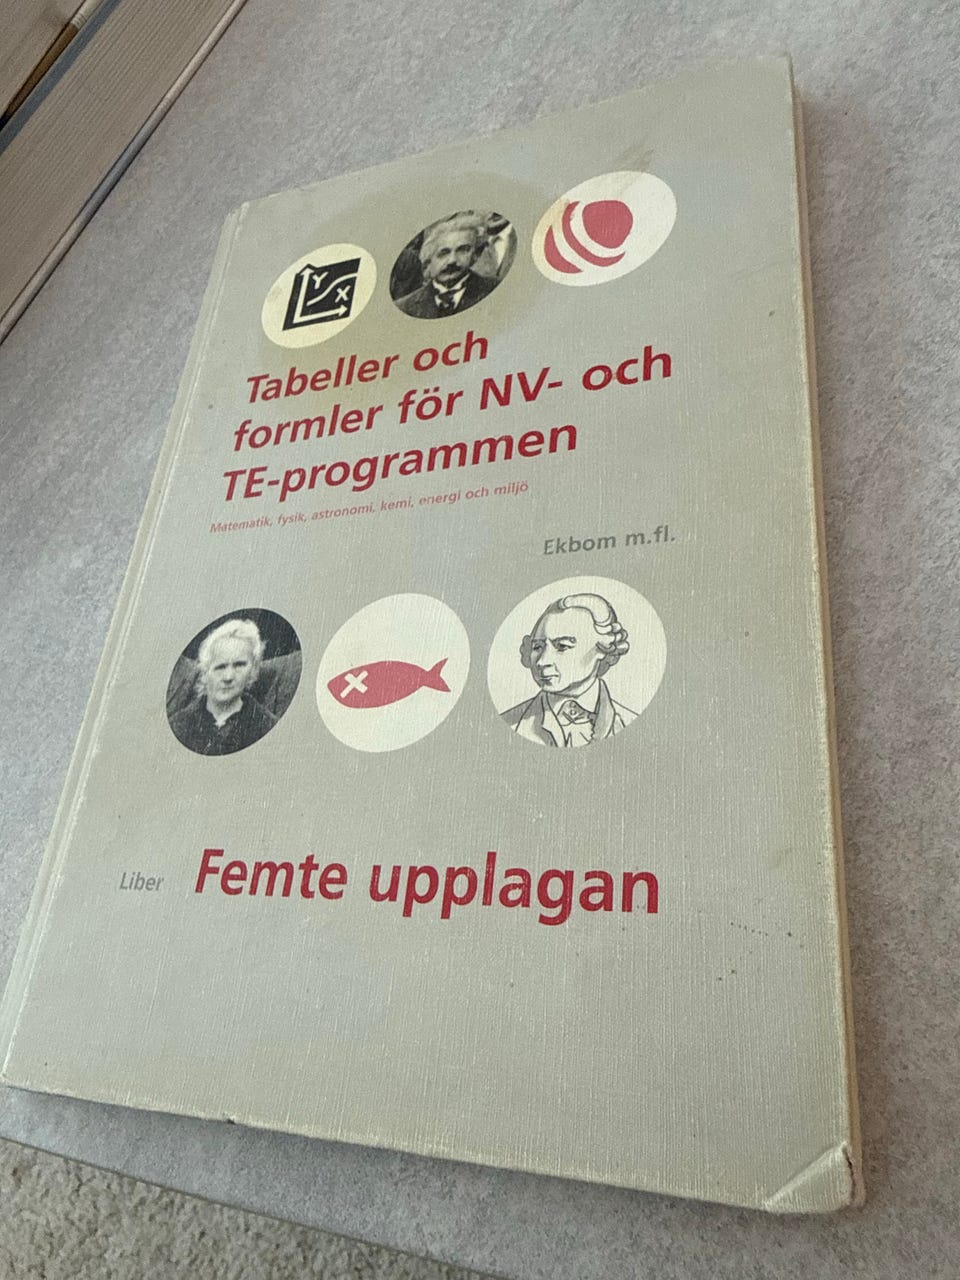 Y
X
Tabeller och
formler för NV- och
TE-programmen
Matematik, fysik, astronomi, kemi, energi och miljö
Ekbom m.fl.
Liber Femte upplagan